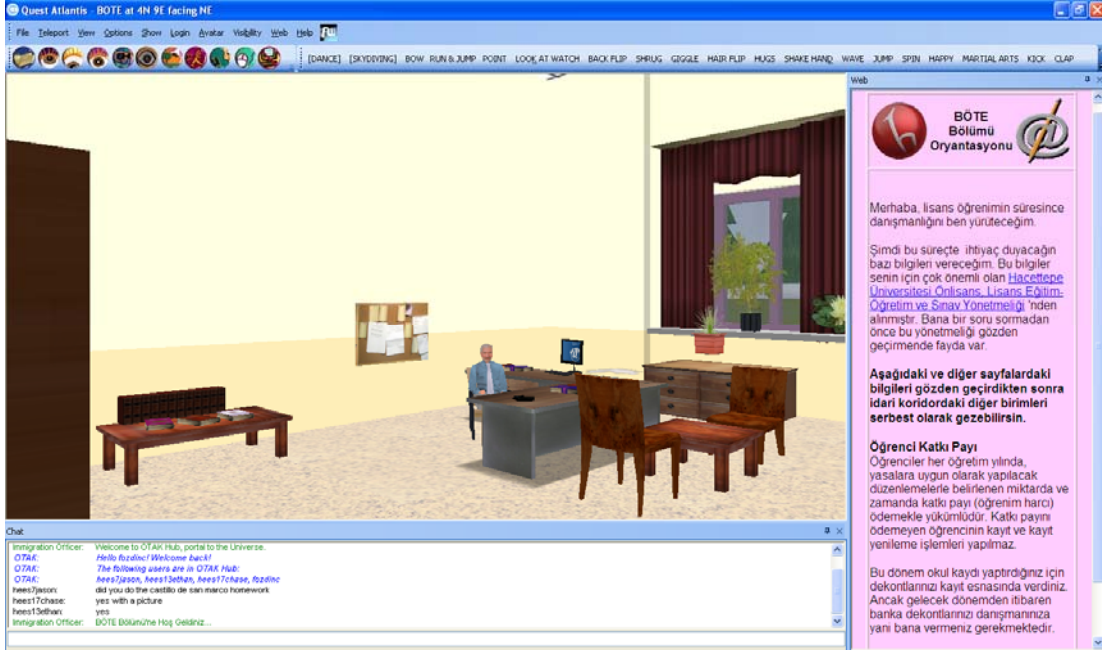 Quest Atlantis - BOTE at 4N 9E facing NE
File Teleport View Options Show Login Avatar Visibility Web Help
[DANCE] [SKYDIVING] BOW RUN & JUMP POINT LOOK AT WATCH BACK FLIP SHRUG GIGGLE HAIR FLIP HUGS SHAKE HAND WAVE JUMP SPIN HAPPY MARTIAL ARTS KICK CLAP
Web
BÖTE
Bölümü
Oryantasyonu
Merhaba, lisans öğrenimin süresince
danışmanlığını ben yürüteceğim.
Şimdi bu süreçte ihtiyaç duyacağın
bazı bilgileri vereceğim. Bu bilgiler
senin için çok önemli olan Hacettepe
Üniversitesi Önlisans, Lisans Eğitim-
Öğretim ve Sınav Yönetmeliği 'nden
alınmıştır. Bana bir soru sormadan
önce bu yönetmeliği gözden
geçirmende fayda var.
Aşağıdaki ve diğer sayfalardaki
bilgileri gözden geçirdikten sonra
idari koridordaki diğer birimleri
serbest olarak gezebilirsin.
Öğrenci Katkı Payı
Öğrenciler her öğretim yılında,
yasalara uygun olarak yapılacak
düzenlemelerle belirlenen miktarda ve
zamanda katkı payı (öğrenim harcı)
ödemekle yükümlüdür. Katkı payını
ödemeyen öğrencinin kayıt ve kayıt
yenileme işlemleri yapılmaz.
Bu dönem okul kaydı yaptırdığınız için
dekontlarınızı kayıt esnasında verdiniz.
Ancak gelecek dönemden itibaren
banka dekontlarınızı danışmanınıza
yani bana vermeniz gerekmektedir.
Chat
Immigration Officer: Welcome to OTAK Hub, portal to the Universe.
OTAK: Hello fozdinc! Welcome back!
OTAK: The following users are in OTAK Hub:
OTAK: hees7jason, hees13ethan, hees17chase, fozdinc
hees7jason: did you do the castillo de san marco homework
hees17chase: yes with a picture
hees13ethan: yes
Immigration Officer: BÖTE Bölümü'ne Hoş Geldiniz...